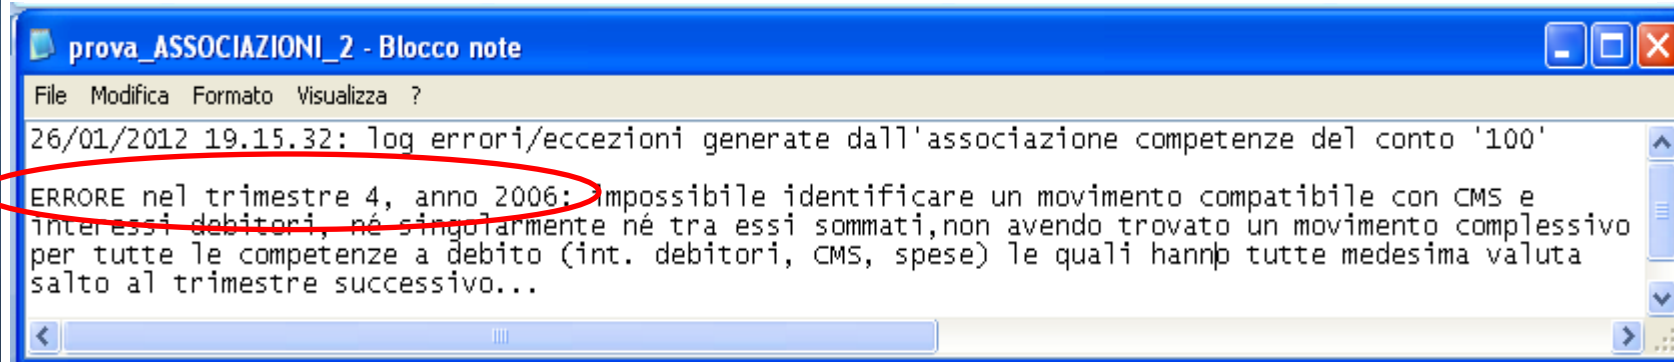 prova_ASSOCIAZIONI_2 - Blocco note
File Modifica Formato Visualizza ?
26/01/2012 19.15.32: log errori/eccezioni generate dall'associazione competenze del conto '100'
ERRORE nel trimestre 4, anno 2006: impossibile identificare un movimento compatibile con CMS e
interessi debitori, né singolarmente né tra essi sommati,non avendo trovato un movimento complessivo
per tutte le competenze a debito (int. debitori, CMS, spese) le quali hanno tutte medesima valuta
salto al trimestre successivo...